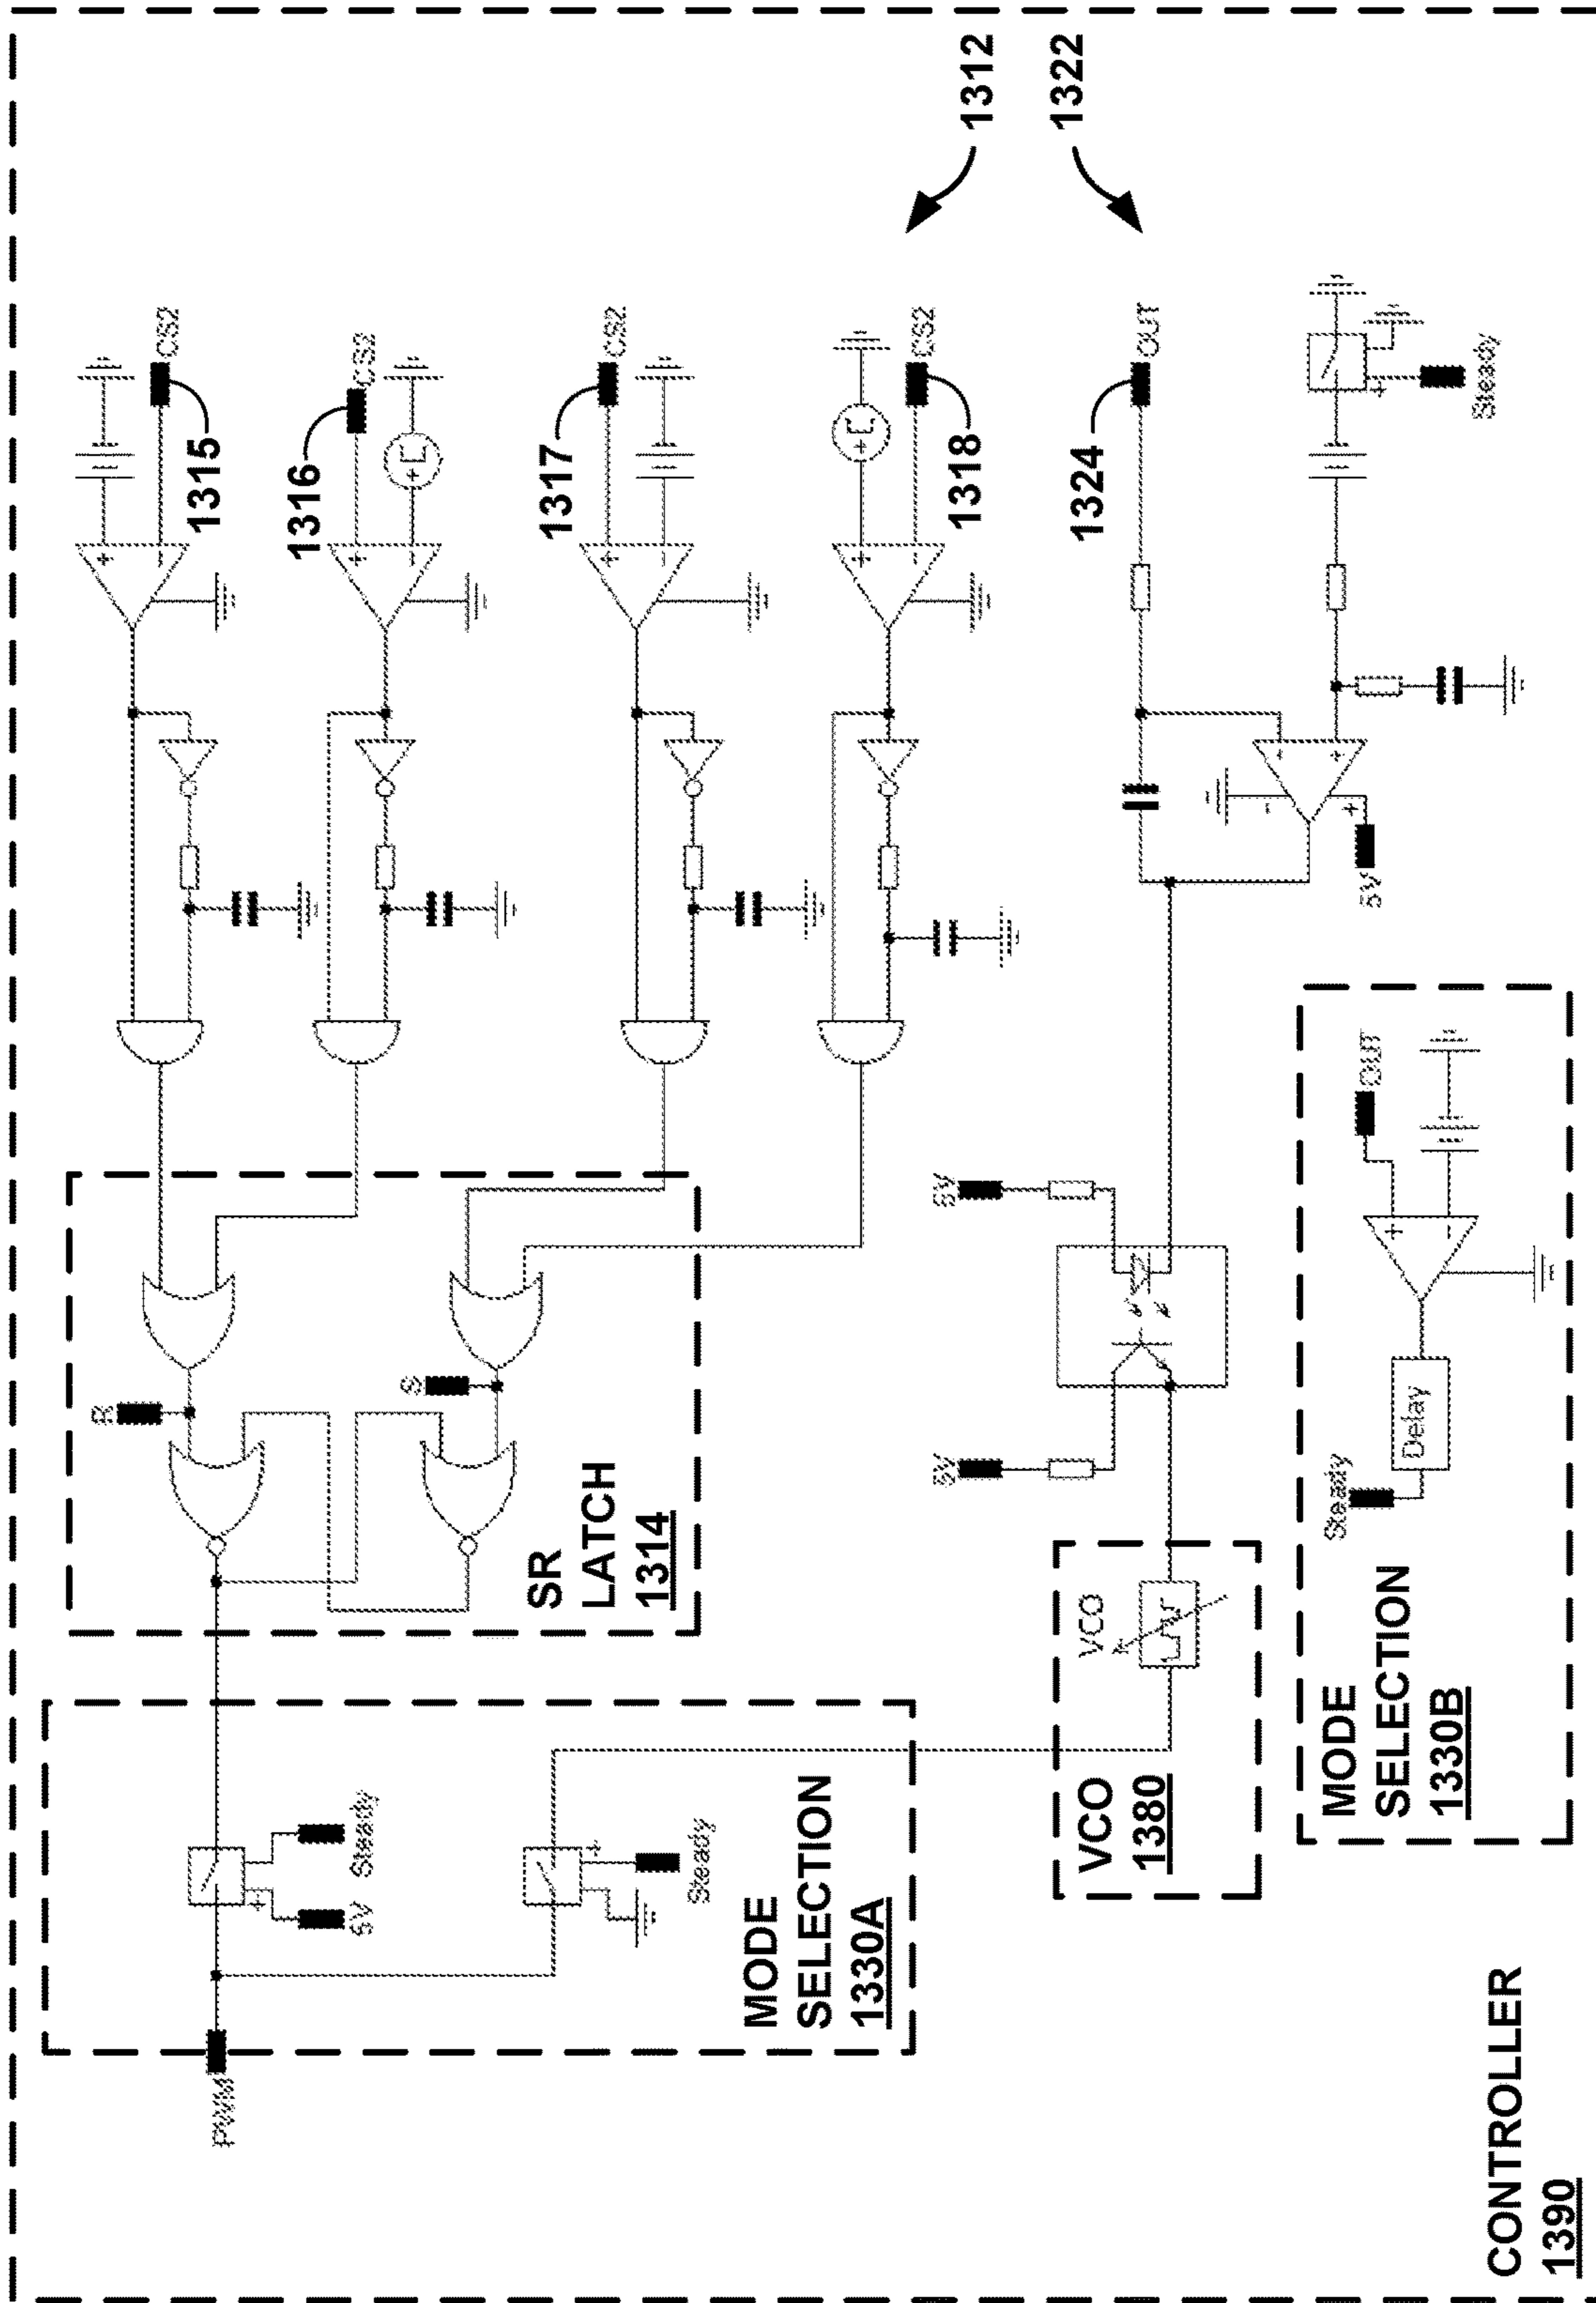 R
CS2
1315
PWM
5V
Steady
CS2
1316
S
SR
LATCH
1314
CS2
1317
Steady
MODE
SELECTION
1330A
CS2
1318
1312
5V
5V
1322
VCO
1380
VCO
1324
OUT
MODE
SELECTION
1330B
Steady
Delay
OUT
5V
Steady
CONTROLLER
1390